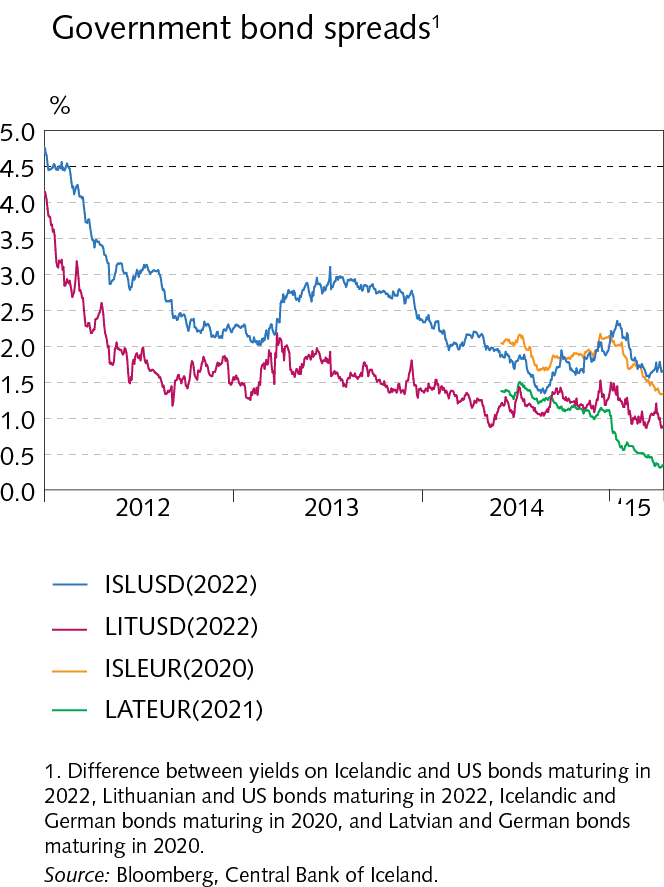 Government bond spreads¹
%
5.0
4.5
4.0
3.5
3.0
2.5
2.0
1.5
1.0
0.5
0.0
2012 2013 2014 ‘15
ISLUSD(2022)
LITUSD(2022)
ISLEUR(2020)
LATEUR(2021)
1. Difference between yields on Icelandic and US bonds maturing in
2022, Lithuanian and US bonds maturing in 2022, Icelandic and
German bonds maturing in 2020, and Latvian and German bonds
maturing in 2020.
Source: Bloomberg, Central Bank of Iceland.